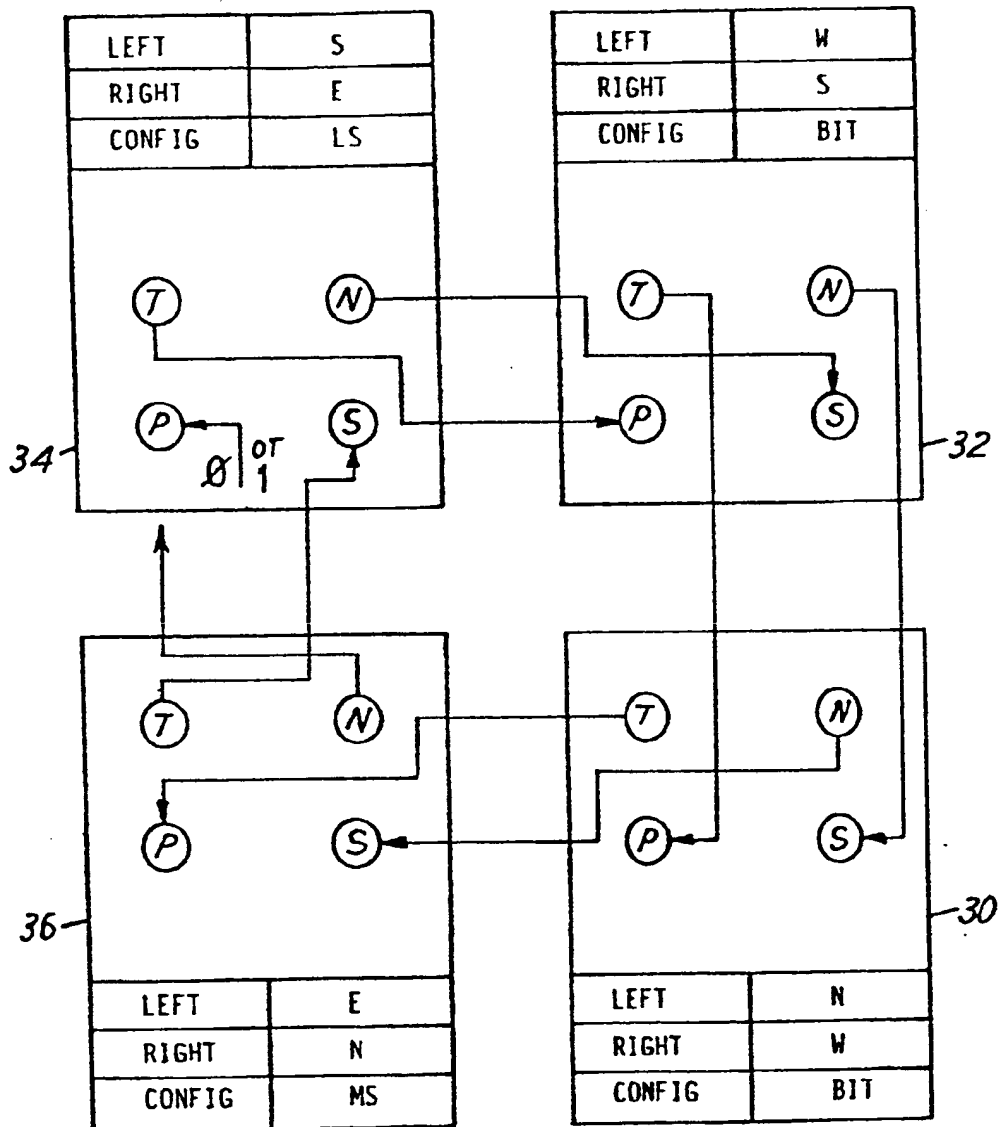 LEFT S
RIGHT E
CONFIG LS
LEFT W
RIGHT S
CONFIG BIT
T N
T N
P S
P S
Ø or 1
34
32
T N
T N
P S
P S
36
30
LEFT E
RIGHT N
CONFIG MS
LEFT N
RIGHT W
CONFIG BIT